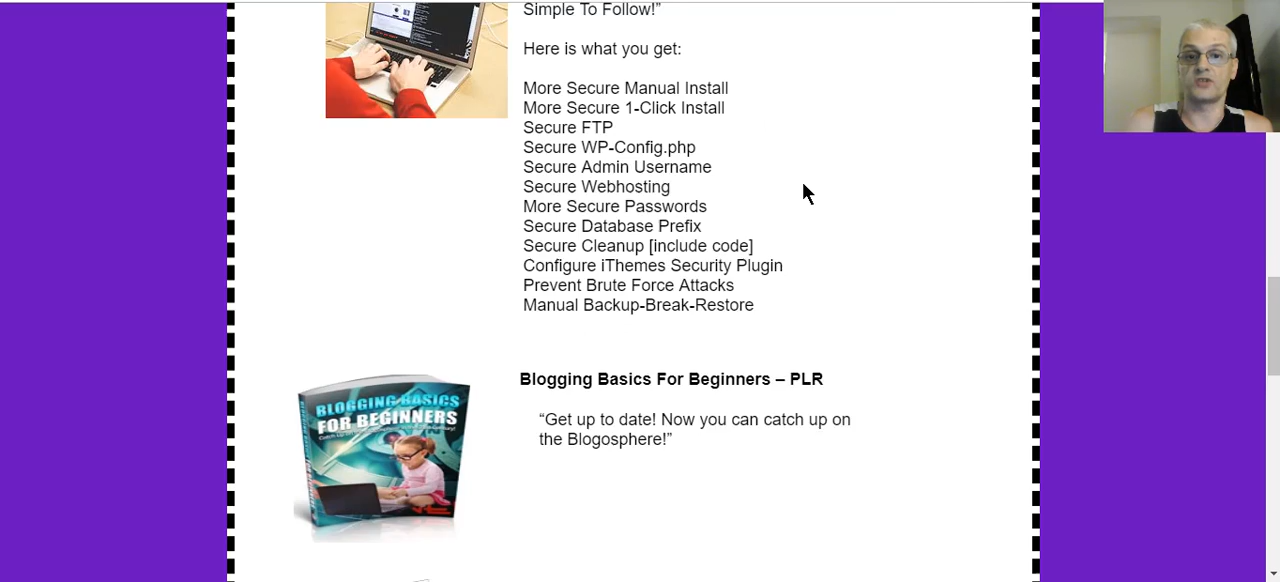 Simple To Follow!”
Here is what you get:
More Secure Manual Install
More Secure 1-Click Install
Secure FTP
Secure WP-Config.php
Secure Admin Username
Secure Webhosting
More Secure Passwords
Secure Database Prefix
Secure Cleanup [include code]
Configure iThemes Security Plugin
Prevent Brute Force Attacks
Manual Backup-Break-Restore
Blogging Basics For Beginners – PLR
“Get up to date! Now you can catch up on
the Blogosphere!”
BLOGGING BASICS
FOR BEGINNERS